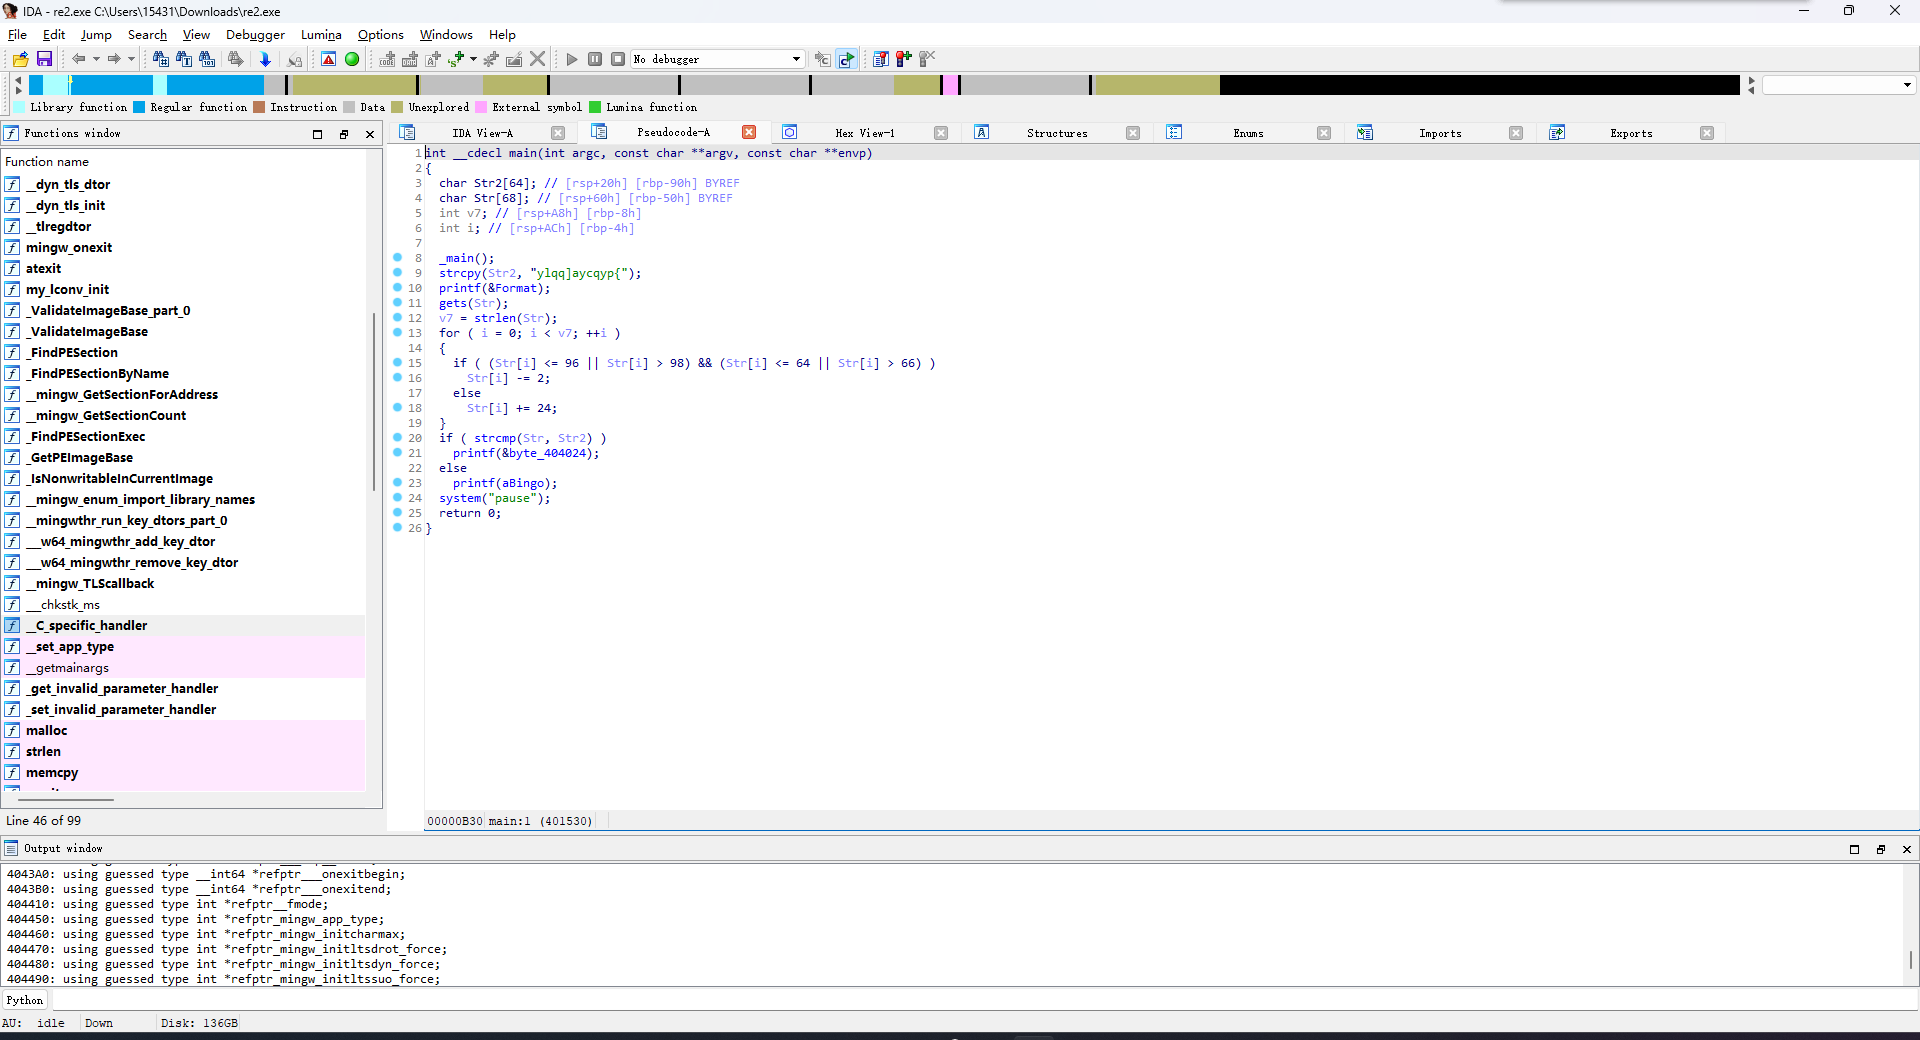 IDA - re2.exe C:\Users\15431\Downloads\re2.exe
File Edit Jump Search View Debugger Lumina Options Windows Help
No debugger
Library function Regular function Instruction Data Unexplored External symbol Lumina function
Functions window
IDA View-A Pseudocode-A Hex View-1 Structures Enums Imports Exports
Function name
__dyn_tls_dtor
__dyn_tls_init
__tlregdtor
mingw_onexit
atexit
my_lconv_init
_ValidateImageBase_part_0
_ValidateImageBase
_FindPESection
_FindPESectionByName
__mingw_GetSectionForAddress
__mingw_GetSectionCount
_FindPESectionExec
_GetPEImageBase
_IsNonwritableInCurrentImage
__mingw_enum_import_library_names
__mingwthr_run_key_dtors_part_0
___w64_mingwthr_add_key_dtor
___w64_mingwthr_remove_key_dtor
__mingw_TLScallback
___chkstk_ms
__C_specific_handler
__set_app_type
__getmainargs
_get_invalid_parameter_handler
_set_invalid_parameter_handler
malloc
strlen
memcpy
Line 46 of 99
1 int __cdecl main(int argc, const char **argv, const char **envp)
2 {
3 char Str2[64]; // [rsp+20h] [rbp-90h] BYREF
4 char Str[68]; // [rsp+60h] [rbp-50h] BYREF
5 int v7; // [rsp+A8h] [rbp-8h]
6 int i; // [rsp+ACh] [rbp-4h]
7
8 _main();
9 strcpy(Str2, "ylqq]aycqyp{");
10 printf(&Format);
11 gets(Str);
12 v7 = strlen(Str);
13 for ( i = 0; i < v7; ++i )
14 {
15 if ( (Str[i] <= 96 || Str[i] > 98) && (Str[i] <= 64 || Str[i] > 66) )
16 Str[i] -= 2;
17 else
18 Str[i] += 24;
19 }
20 if ( strcmp(Str, Str2) )
21 printf(&byte_404024);
22 else
23 printf(aBingo);
24 system("pause");
25 return 0;
26 }
00000B30 main:1 (401530)
Output window
4043A0: using guessed type __int64 *refptr___onexitbegin;
4043B0: using guessed type __int64 *refptr___onexitend;
404410: using guessed type int *refptr__fmode;
404450: using guessed type int *refptr_mingw_app_type;
404460: using guessed type int *refptr_mingw_initcharmax;
404470: using guessed type int *refptr_mingw_initltsdrot_force;
404480: using guessed type int *refptr_mingw_initltsdyn_force;
404490: using guessed type int *refptr_mingw_initltssuo_force;
Python
AU: idle Down Disk: 136GB